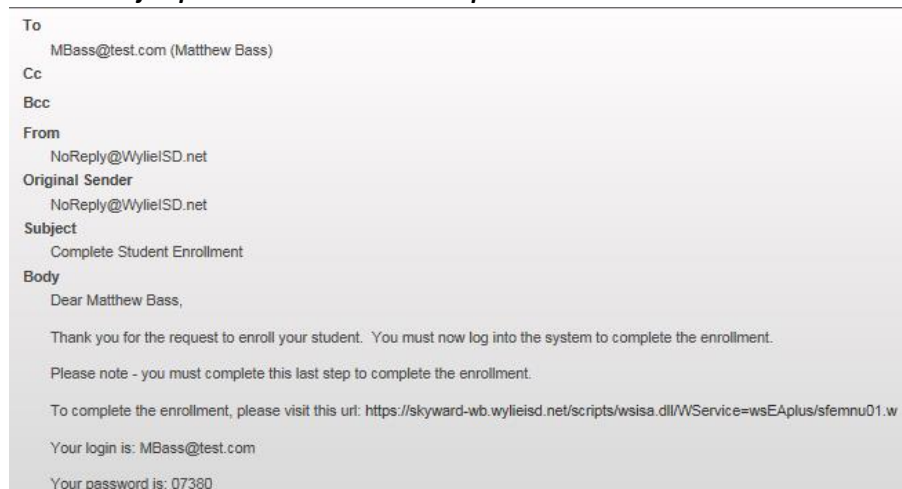 To
MBass@test.com (Matthew Bass)
Cc
Bcc
From
NoReply@WylieISD.net
Original Sender
NoReply@WylieISD.net
Subject
Complete Student Enrollment
Body
Dear Matthew Bass,
Thank you for the request to enroll your student. You must now log into the system to complete the enrollment.
Please note - you must complete this last step to complete the enrollment.
To complete the enrollment, please visit this url: https://skyward-wb.wylieisd.net/scripts/wsisa.dll/WService=wsEAplus/sfemnu01.w
Your login is: MBass@test.com
Your password is: 07380